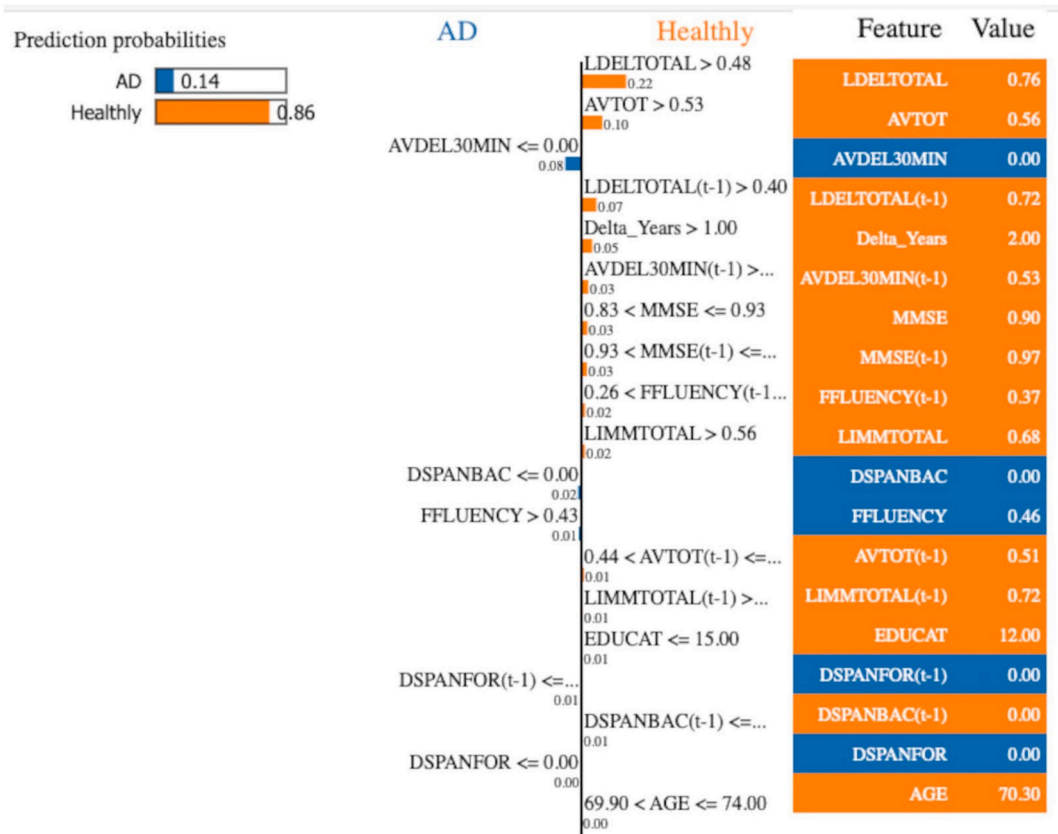 Prediction probabilities
AD 0.14
Healthly 0.86
AD Healthly
LDELTOTAL > 0.48
0.22
AVTOT > 0.53
0.10
AVDEL30MIN <= 0.00
0.08
LDELTOTAL(t-1) > 0.40
0.07
Delta_Years > 1.00
0.05
AVDEL30MIN(t-1) >...
0.03
0.83 < MMSE <= 0.93
0.03
0.93 < MMSE(t-1) <=...
0.03
0.26 < FFLUENCY(t-1...
0.02
LIMMTOTAL > 0.56
0.02
DSPANBAC <= 0.00
0.02
FFLUENCY > 0.43
0.01
0.44 < AVTOT(t-1) <=...
0.01
LIMMTOTAL(t-1) >...
0.01
EDUCAT <= 15.00
0.01
DSPANFOR(t-1) <=...
0.01
DSPANBAC(t-1) <=...
0.01
DSPANFOR <= 0.00
0.00
69.90 < AGE <= 74.00
0.00
Feature Value
LDELTOTAL 0.76
AVTOT 0.56
AVDEL30MIN 0.00
LDELTOTAL(t-1) 0.72
Delta_Years 2.00
AVDEL30MIN(t-1) 0.53
MMSE 0.90
MMSE(t-1) 0.97
FFLUENCY(t-1) 0.37
LIMMTOTAL 0.68
DSPANBAC 0.00
FFLUENCY 0.46
AVTOT(t-1) 0.51
LIMMTOTAL(t-1) 0.72
EDUCAT 12.00
DSPANFOR(t-1) 0.00
DSPANBAC(t-1) 0.00
DSPANFOR 0.00
AGE 70.30